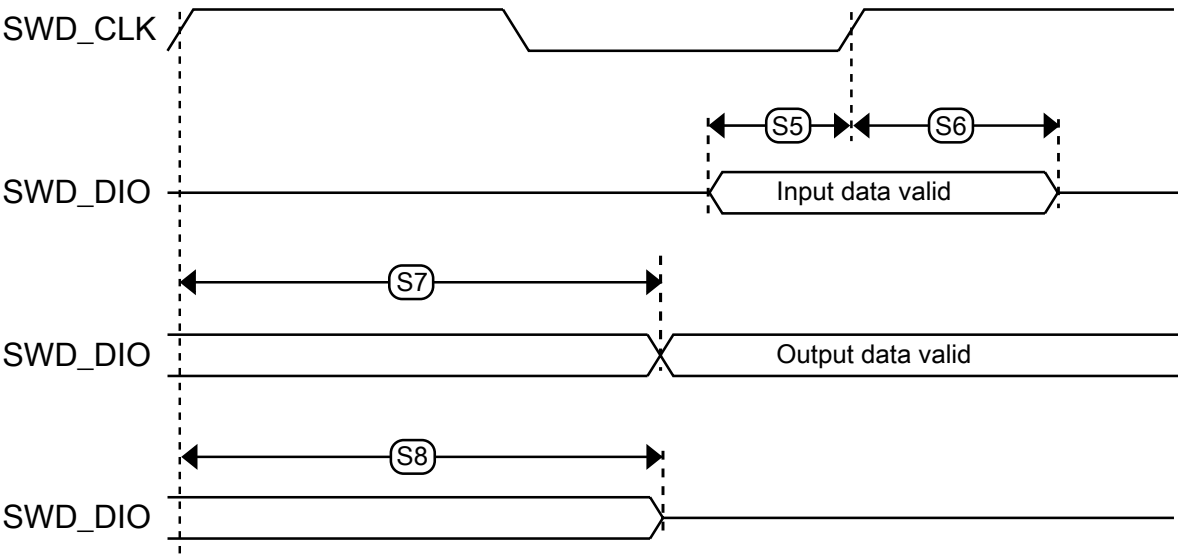 SWD_CLK
S5
S6
SWD_DIO
Input data valid
S7
SWD_DIO
Output data valid
S8
SWD_DIO